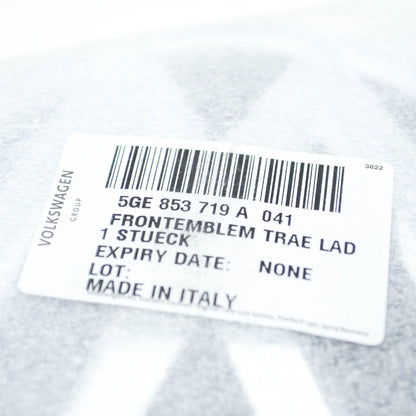 VOLKSWAGEN
GROUP
3822
5GE 853 719 A 041
FRONTEMBLEM TRAE LAD
1 STUECK
EXPIRY DATE: NONE
LOT:
MADE IN ITALY